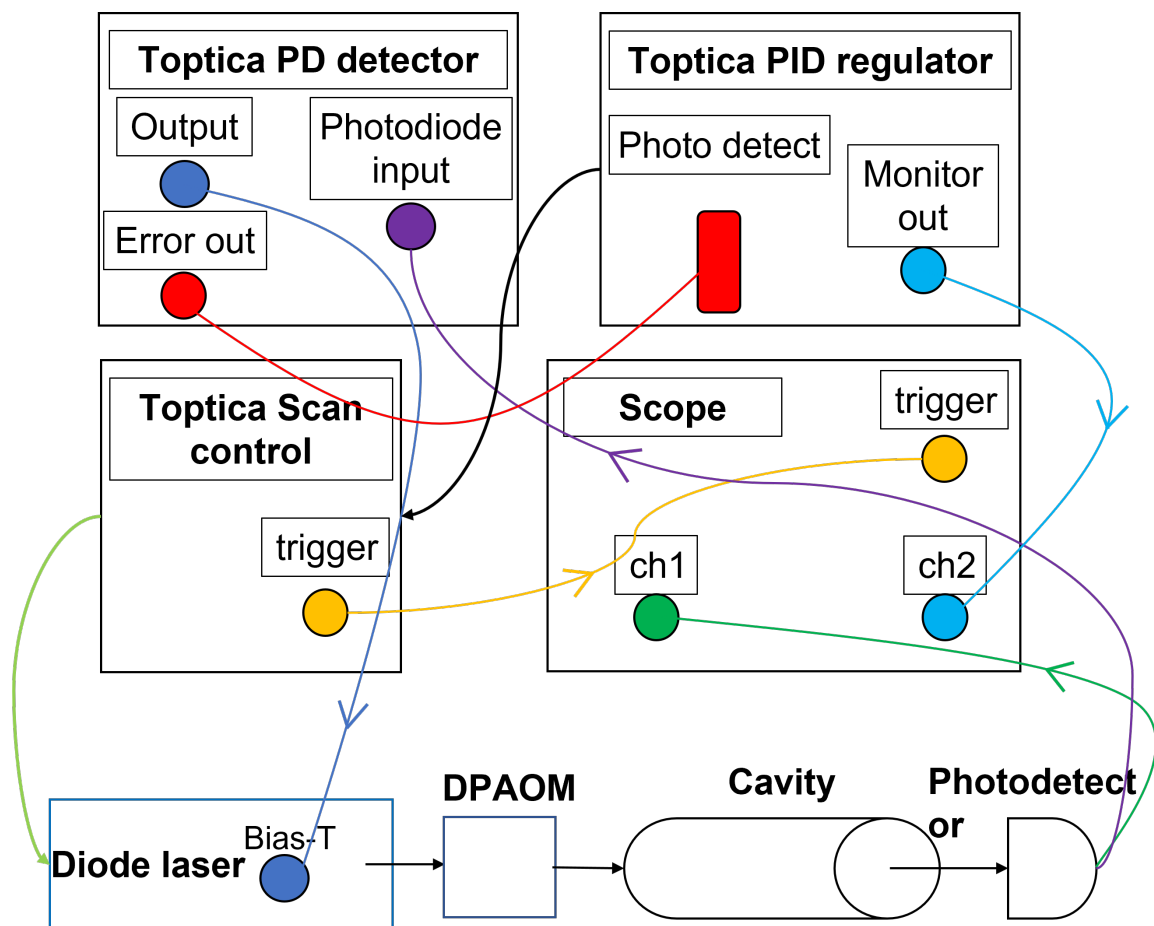 Toptica PD detector
Output
Photodiode
input
Error out
Toptica PID regulator
Photo detect
Monitor
out
Toptica Scan
control
trigger
Scope
trigger
ch1
ch2
Diode laser
Bias-T
DPAOM
Cavity
Photodetect
or